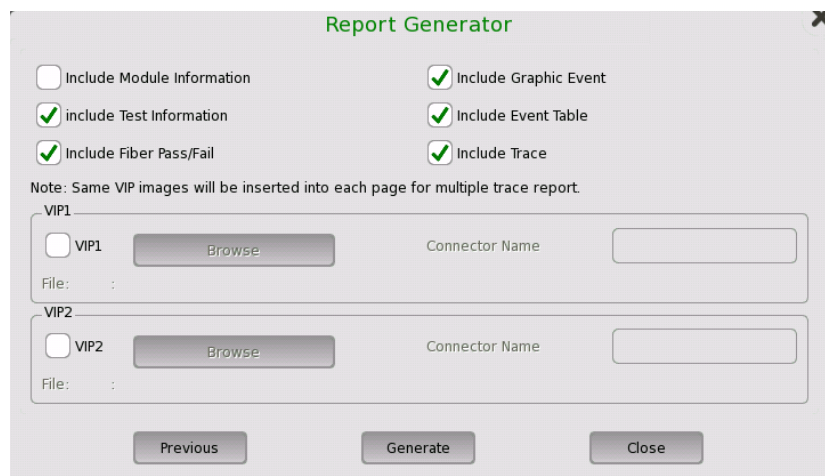 Report Generator
Include Module Information
Include Graphic Event
include Test Information
Include Event Table
Include Fiber Pass/Fail
Include Trace
Note: Same VIP images will be inserted into each page for multiple trace report.
VIP1
VIP1
Browse
Connector Name
File: :
VIP2
VIP2
Browse
Connector Name
File: :
Previous
Generate
Close